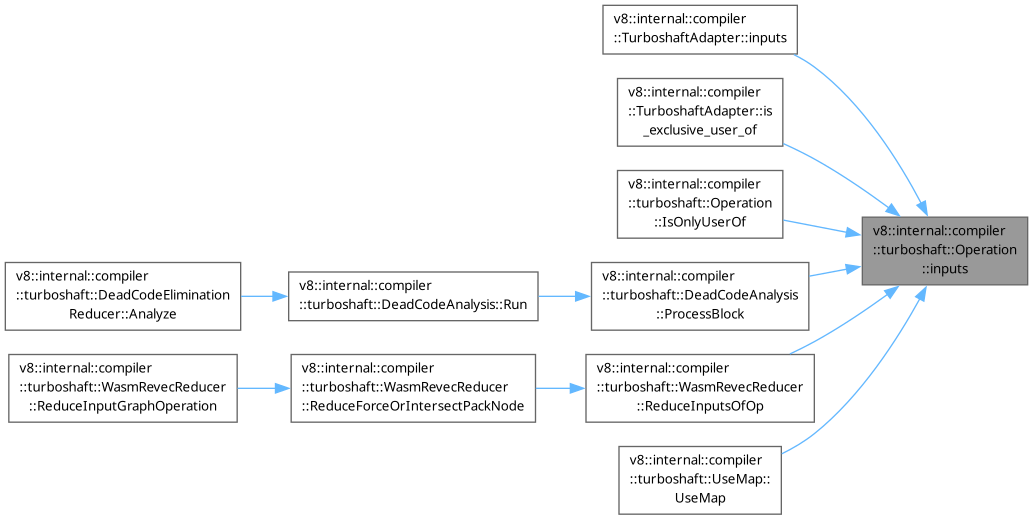 v8::internal::compiler
::TurboshaftAdapter::inputs
v8::internal::compiler
::TurboshaftAdapter::is
_exclusive_user_of
v8::internal::compiler
::turboshaft::Operation
::IsOnlyUserOf
v8::internal::compiler
::turboshaft::Operation
::inputs
v8::internal::compiler
::turboshaft::DeadCodeElimination
Reducer::Analyze
v8::internal::compiler
::turboshaft::DeadCodeAnalysis::Run
v8::internal::compiler
::turboshaft::DeadCodeAnalysis
::ProcessBlock
v8::internal::compiler
::turboshaft::WasmRevecReducer
::ReduceInputGraphOperation
v8::internal::compiler
::turboshaft::WasmRevecReducer
::ReduceForceOrIntersectPackNode
v8::internal::compiler
::turboshaft::WasmRevecReducer
::ReduceInputsOfOp
v8::internal::compiler
::turboshaft::UseMap::
UseMap